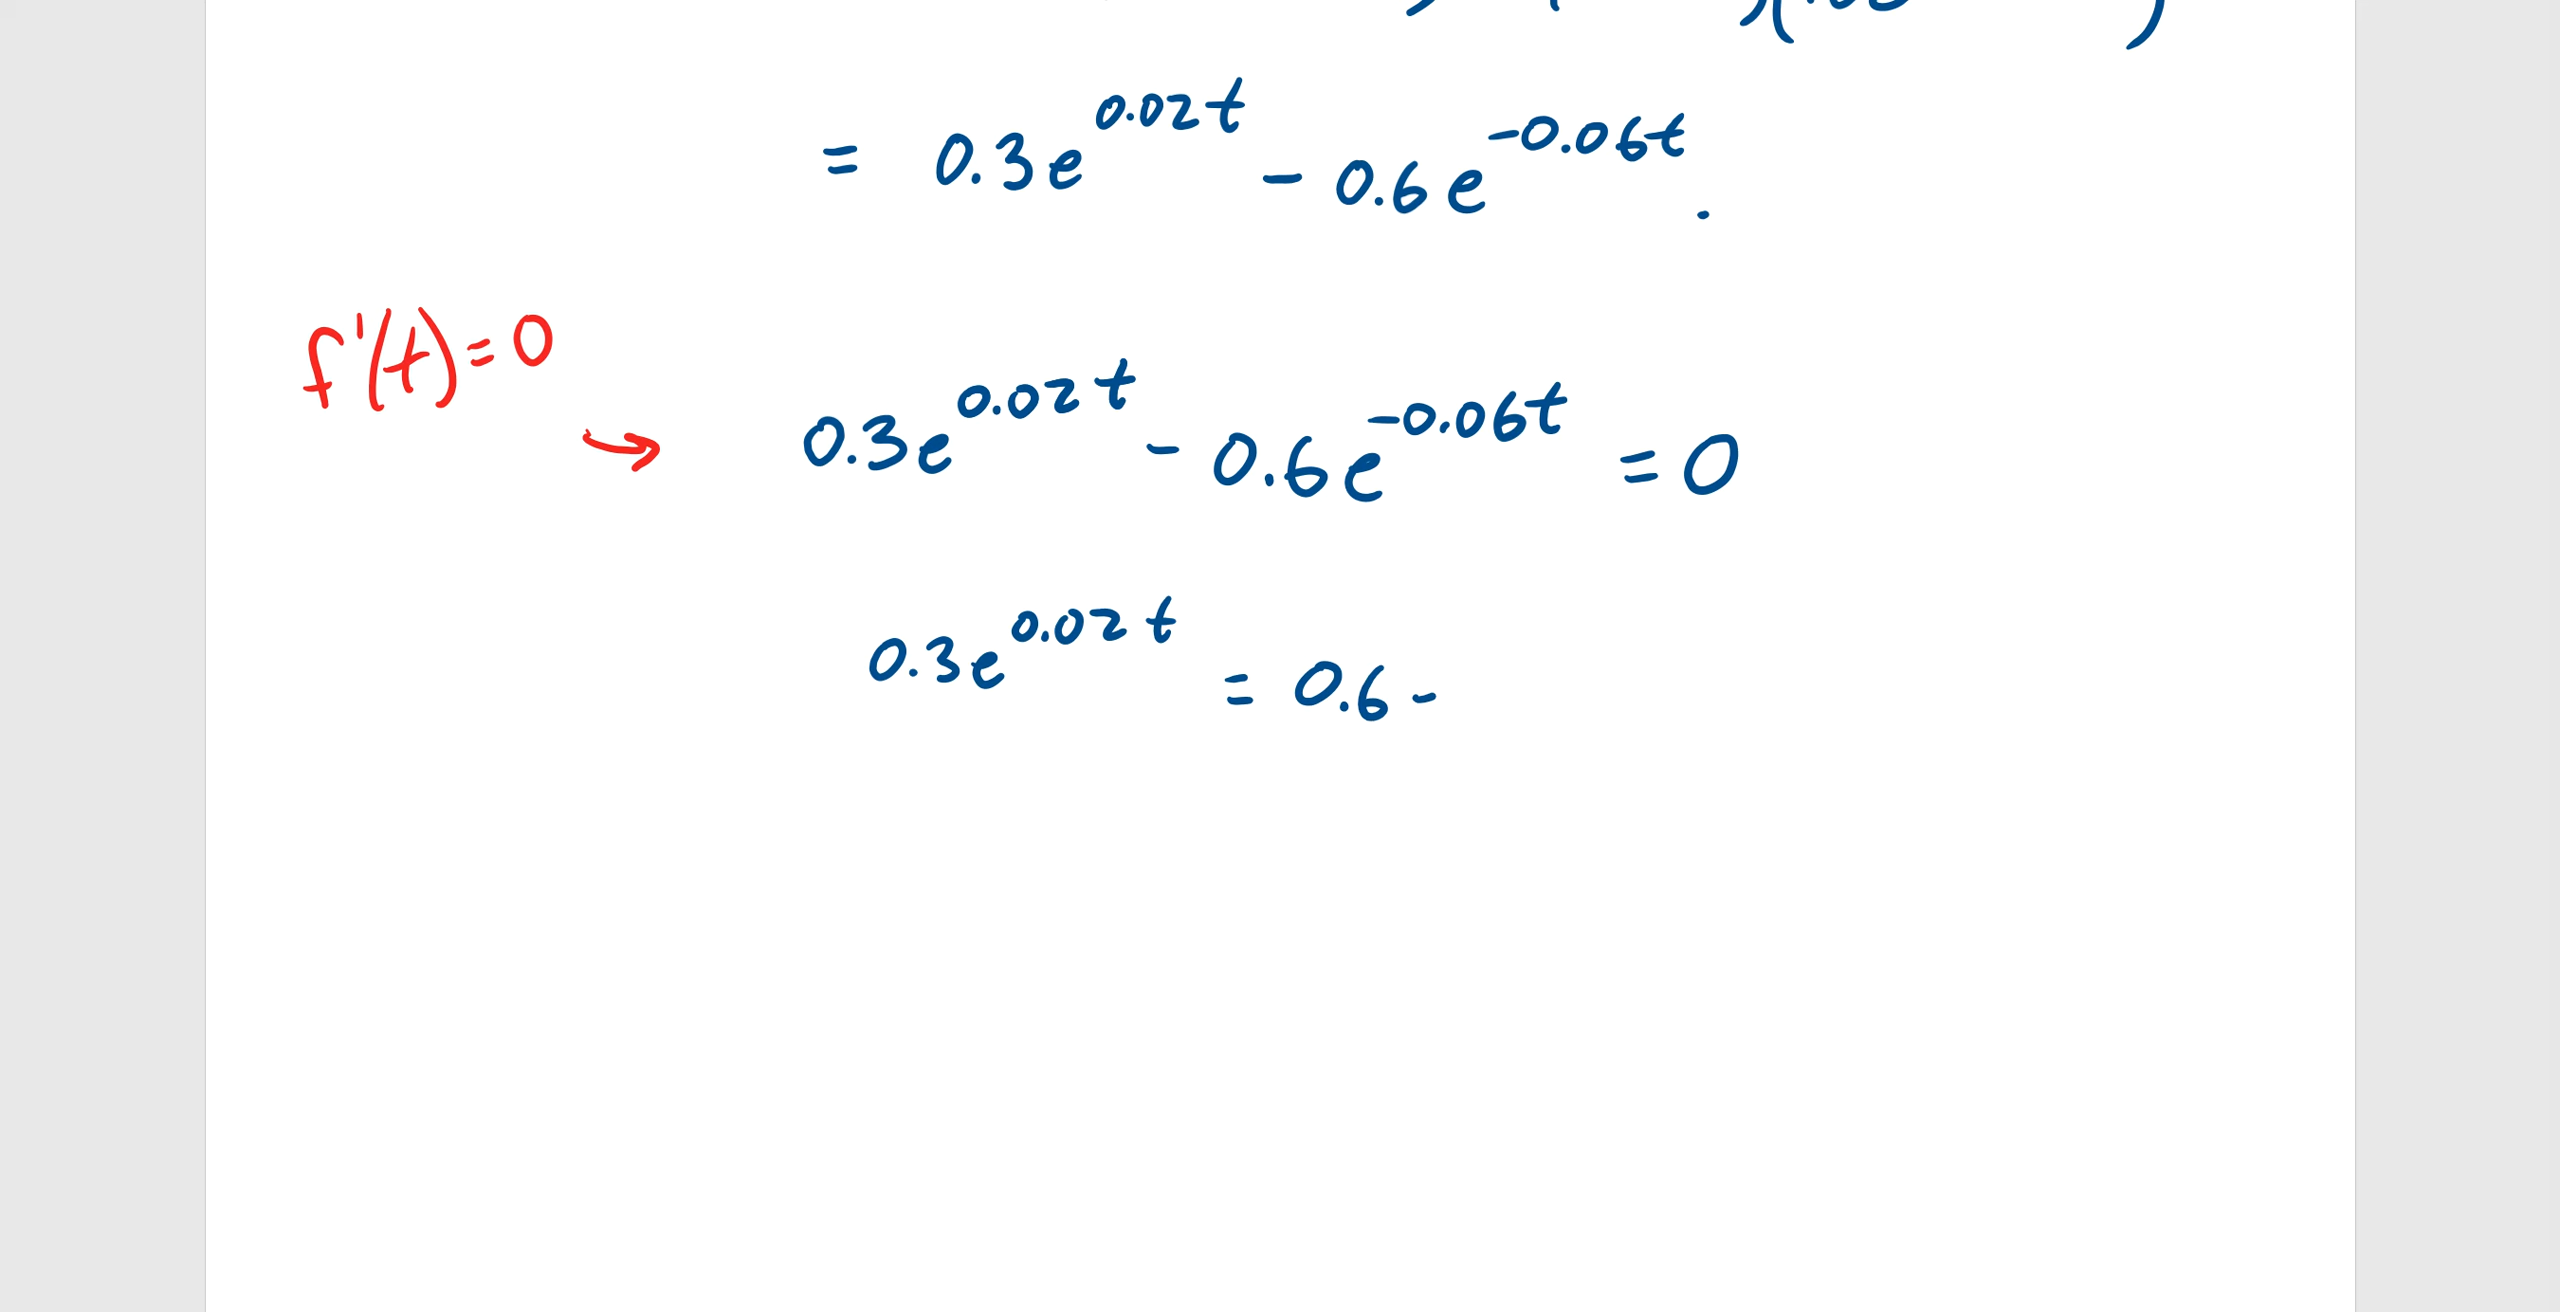 = 0.3e^{0.02t} - 0.6e^{-0.06t}.
f'(t)=0
→ 0.3e^{0.02t} - 0.6e^{-0.06t} = 0
0.3e^{0.02t} = 0.6 -